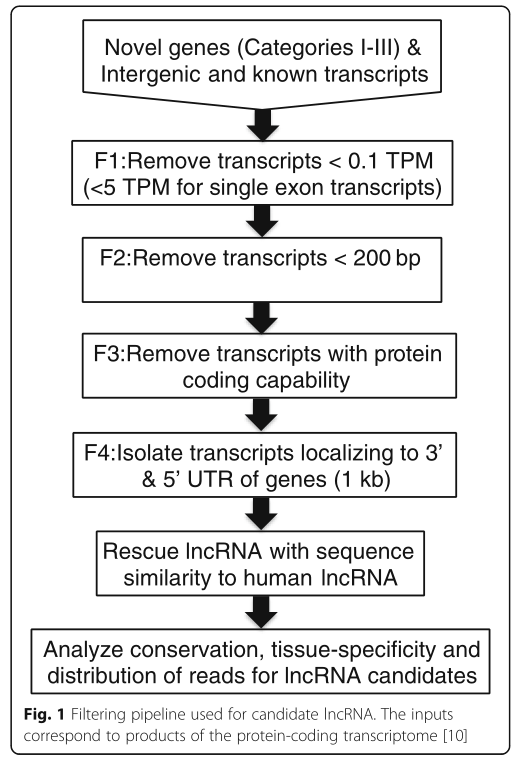 Novel genes (Categories I-III) &
Intergenic and known transcripts
F1:Remove transcripts < 0.1 TPM
(<5 TPM for single exon transcripts)
F2:Remove transcripts < 200 bp
F3:Remove transcripts with protein
coding capability
F4:Isolate transcripts localizing to 3’
& 5’ UTR of genes (1 kb)
Rescue lncRNA with sequence
similarity to human lncRNA
Analyze conservation, tissue-specificity and
distribution of reads for lncRNA candidates
Fig. 1 Filtering pipeline used for candidate lncRNA. The inputs
correspond to products of the protein-coding transcriptome [10]